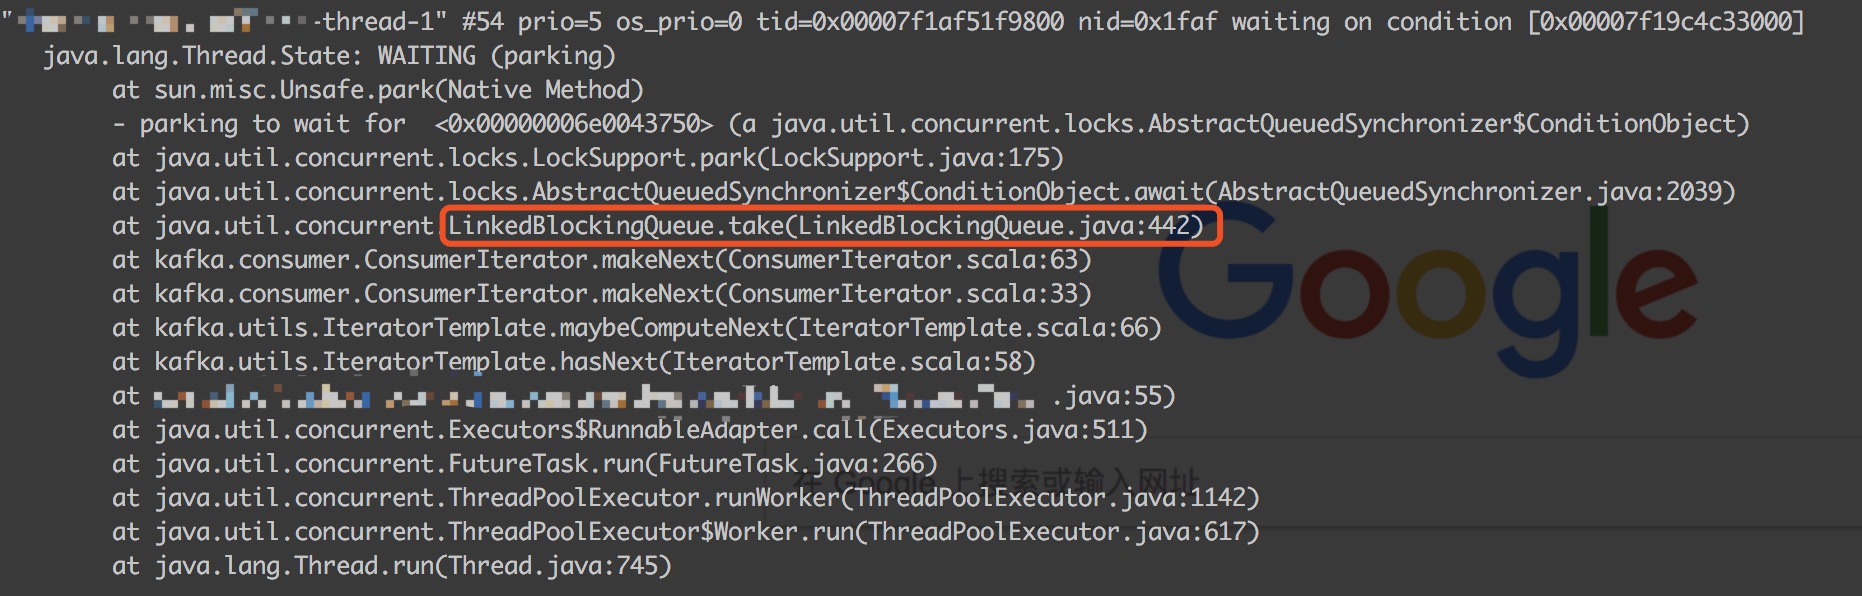 "-thread-1" #54 prio=5 os_prio=0 tid=0x00007f1af51f9800 nid=0x1faf waiting on condition [0x00007f19c4c33000]
java.lang.Thread.State: WAITING (parking)
at sun.misc.Unsafe.park(Native Method)
- parking to wait for <0x00000006e0043750> (a java.util.concurrent.locks.AbstractQueuedSynchronizer$ConditionObject)
at java.util.concurrent.locks.LockSupport.park(LockSupport.java:175)
at java.util.concurrent.locks.AbstractQueuedSynchronizer$ConditionObject.await(AbstractQueuedSynchronizer.java:2039)
at java.util.concurrent.LinkedBlockingQueue.take(LinkedBlockingQueue.java:442)
at kafka.consumer.ConsumerIterator.makeNext(ConsumerIterator.scala:63)
at kafka.consumer.ConsumerIterator.makeNext(ConsumerIterator.scala:33)
at kafka.utils.IteratorTemplate.maybeComputeNext(IteratorTemplate.scala:66)
at kafka.utils.IteratorTemplate.hasNext(IteratorTemplate.scala:58)
at .java:55)
at java.util.concurrent.Executors$RunnableAdapter.call(Executors.java:511)
at java.util.concurrent.FutureTask.run(FutureTask.java:266)
at java.util.concurrent.ThreadPoolExecutor.runWorker(ThreadPoolExecutor.java:1142)
at java.util.concurrent.ThreadPoolExecutor$Worker.run(ThreadPoolExecutor.java:617)
at java.lang.Thread.run(Thread.java:745)
Google
在 Google 上搜索或输入网址